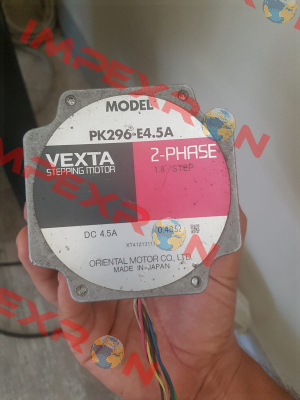 IMPEXRON
MODEL
PK296-E4.5A
VEXTA
STEPPING MOTOR
2-PHASE
1.8°/STEP
DC 4.5A
ORIENTAL MOTOR CO., LTD.
MADE IN JAPAN
IMPEXRON